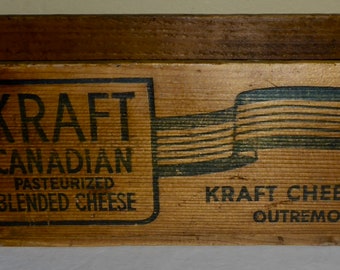 KRAFT
CANADIAN
PASTEURIZED
BLENDED CHEESE
KRAFT CHEE
OUTREMO